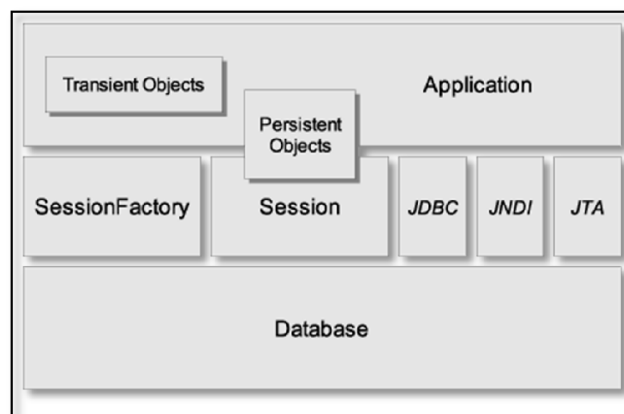 Transient Objects
Application
Persistent
Objects
SessionFactory
Session
JDBC
JNDI
JTA
Database